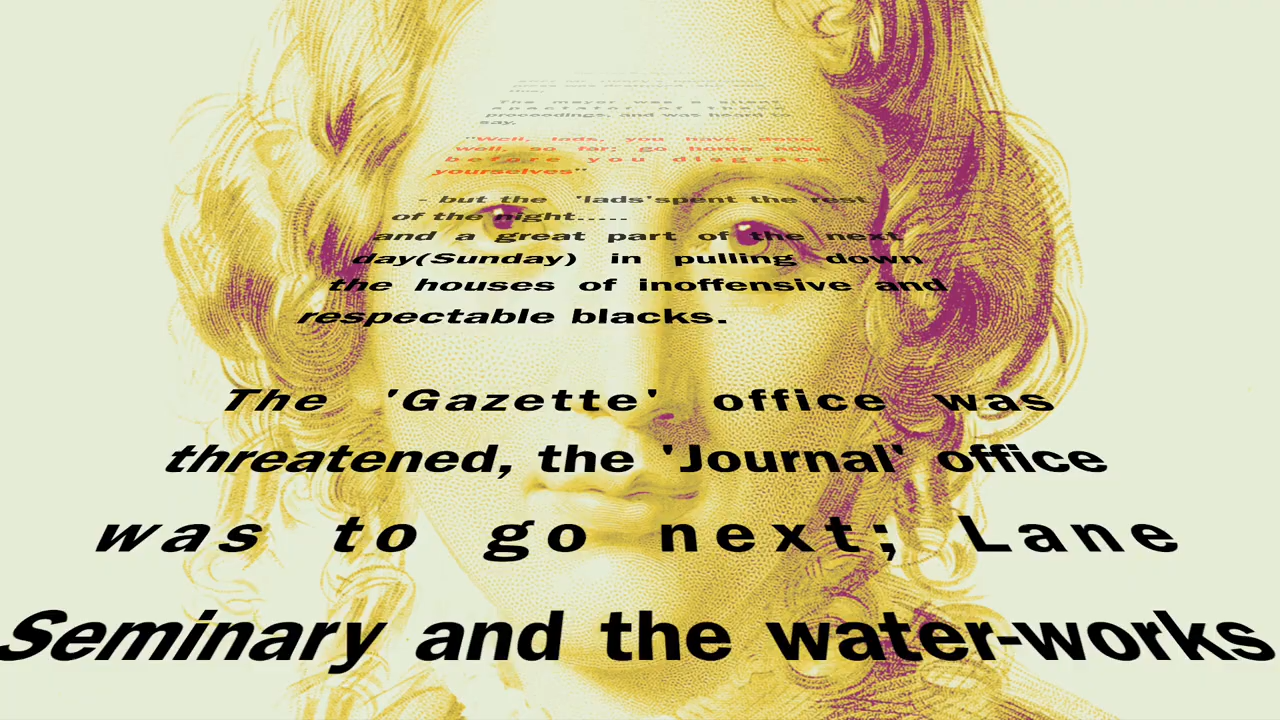 The mayor was a silent
spectator of these
proceedings, and was heard to
say,
"Well, lads, you have done
well, so far; go home now
before you disgrace
yourselves"
- but the 'lads'spent the rest
of the night.....
and a great part of the next
day(Sunday) in pulling down
the houses of inoffensive and
respectable blacks.
The 'Gazette' office was
threatened, the 'Journal' office
was to go next; Lane
Seminary and the water-works